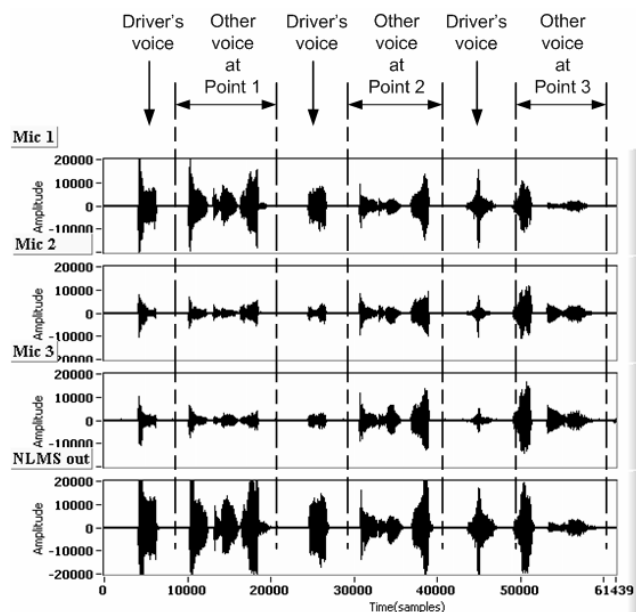 Driver's voice
Other voice at Point 1
Driver's voice
Other voice at Point 2
Driver's voice
Other voice at Point 3
Mic 1
20000
10000
0
-10000
Amplitude
Mic 2
20000
10000
0
-10000
-20000
Amplitude
Mic 3
20000
10000
0
-10000
Amplitude
NLMS out
20000
10000
0
-10000
-20000
Amplitude
0
10000
20000
30000
40000
50000
61439
Time(samples)